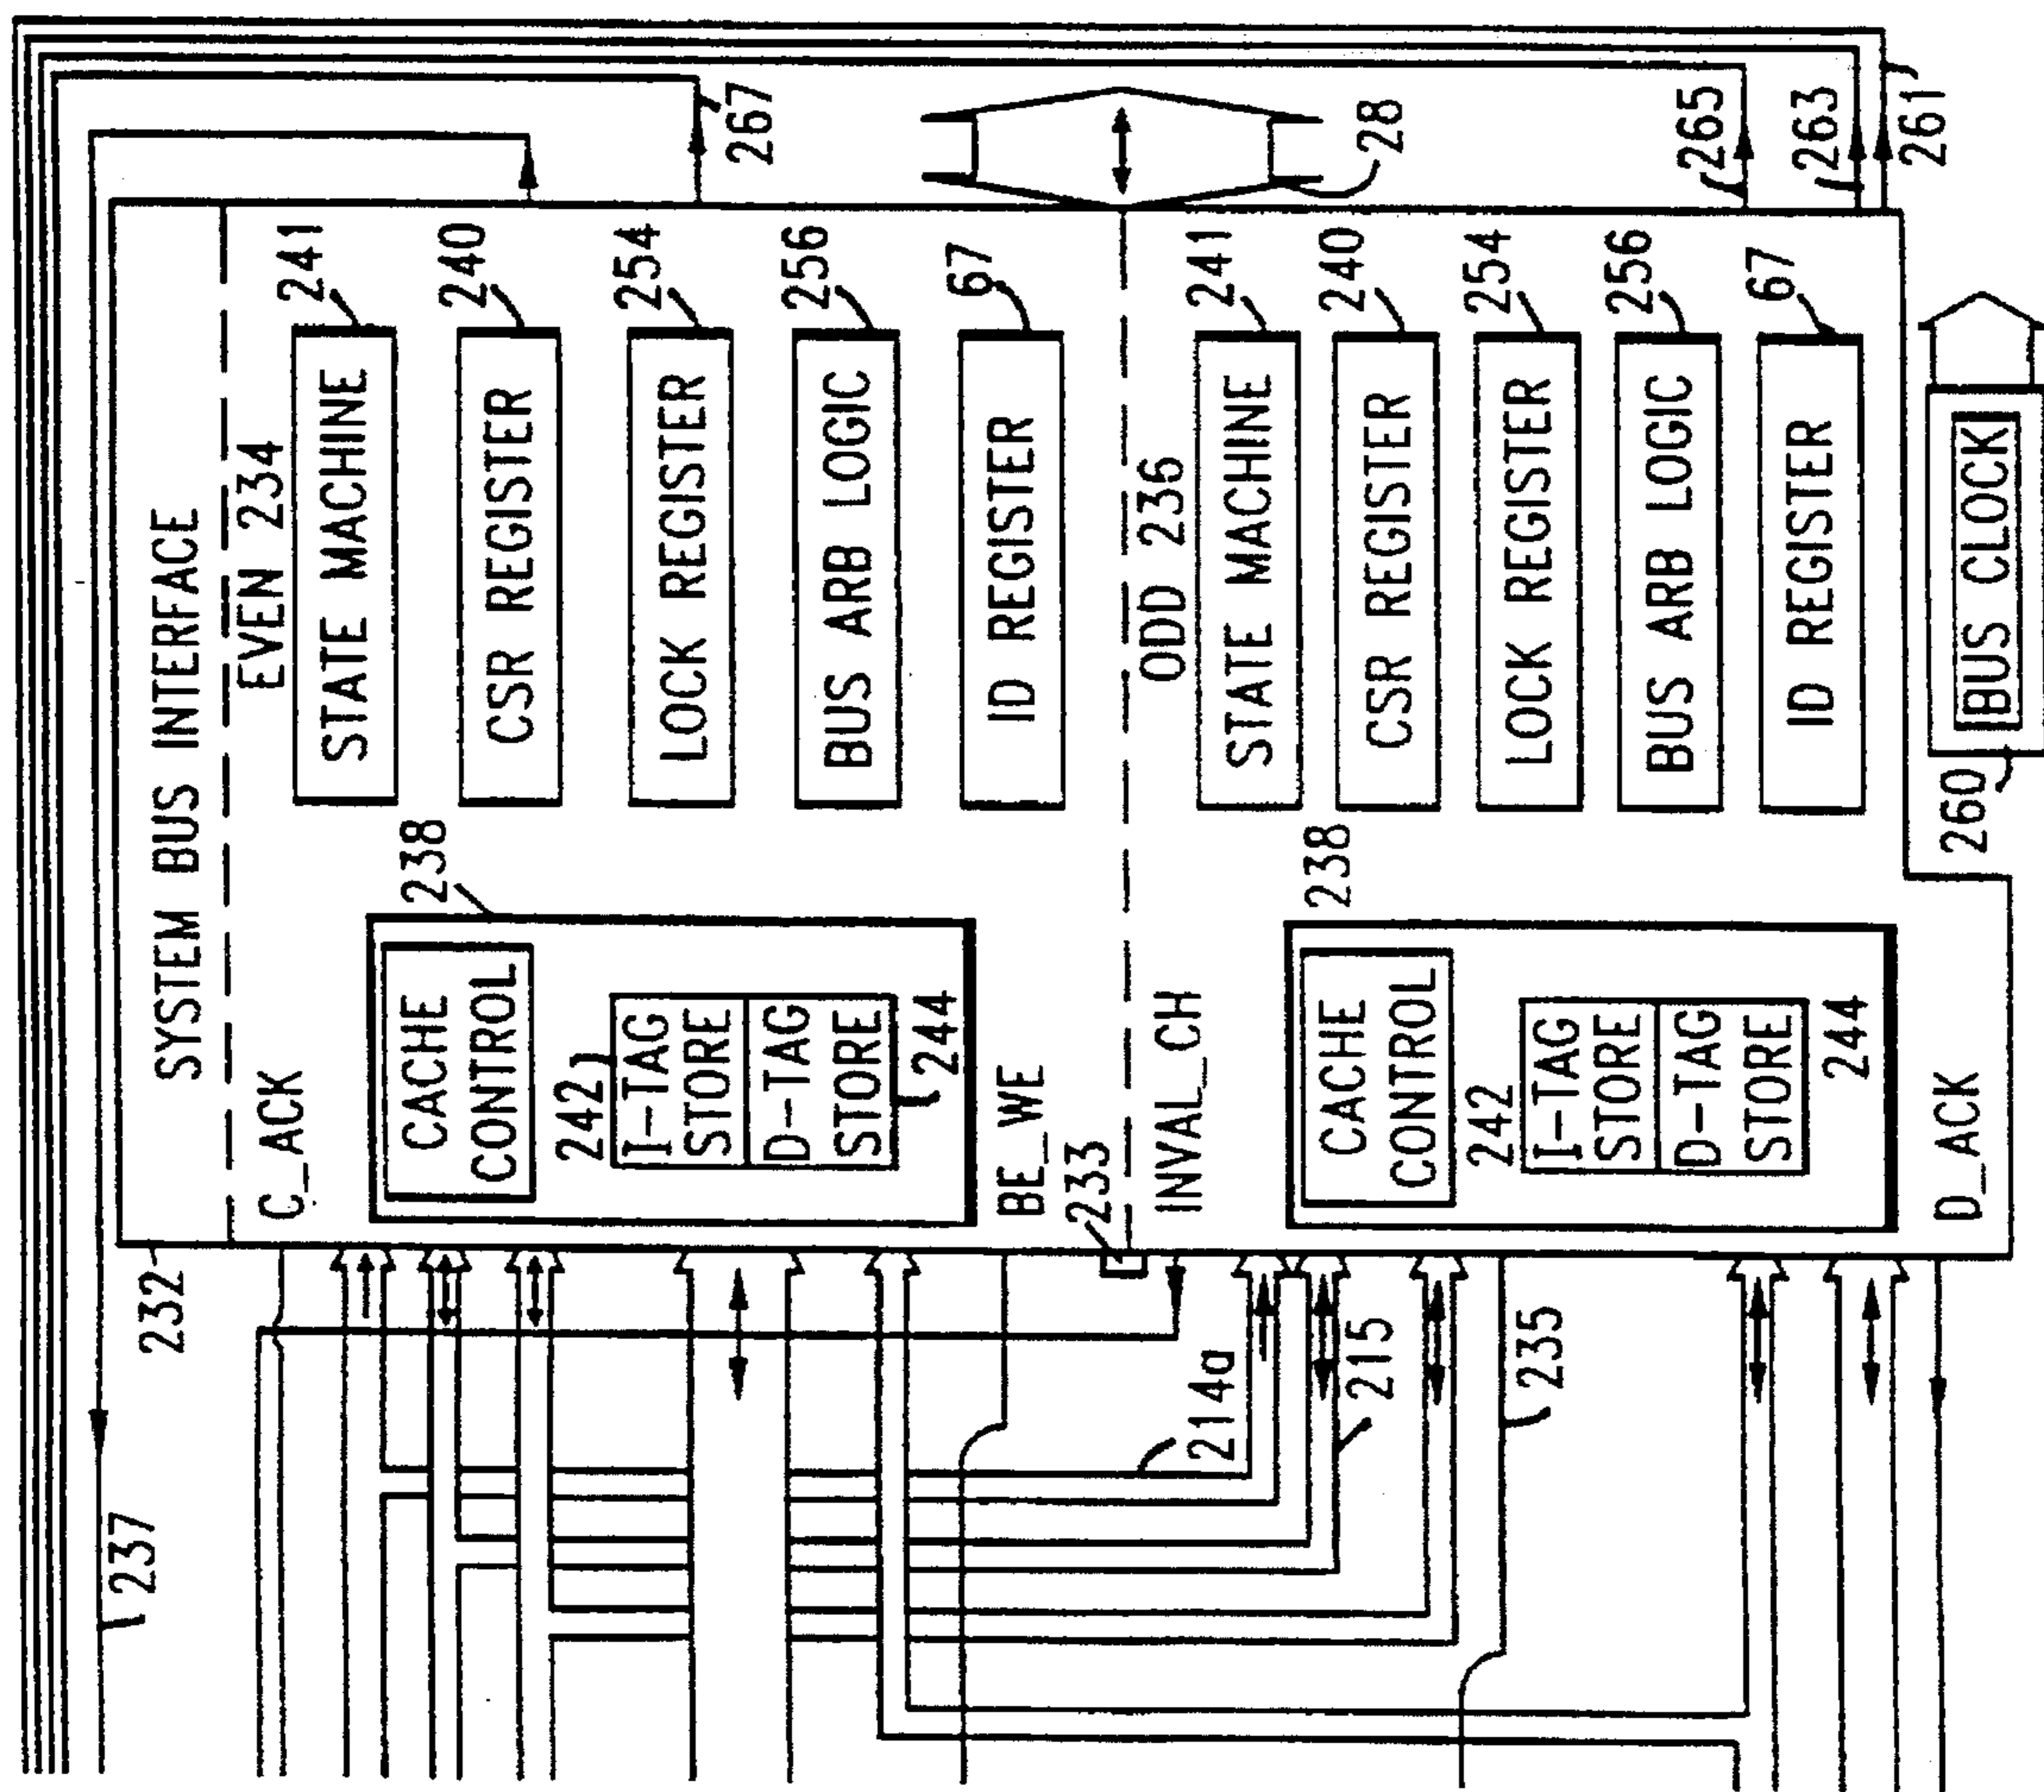 SYSTEM BUS INTERFACE
232
237
C_ACK
EVEN 234
STATE MACHINE
241
CSR REGISTER
240
LOCK REGISTER
254
BUS ARB LOGIC
256
ID REGISTER
67
267
238
CACHE
CONTROL
242
I-TAG
STORE
D-TAG
STORE
244
BE_WE
233
28
INVAL_CH
ODD 236
STATE MACHINE
241
CSR REGISTER
240
LOCK REGISTER
254
BUS ARB LOGIC
256
ID REGISTER
67
238
CACHE
CONTROL
242
I-TAG
STORE
D-TAG
STORE
244
214a
215
235
D_ACK
265
263
261
260
BUS CLOCK